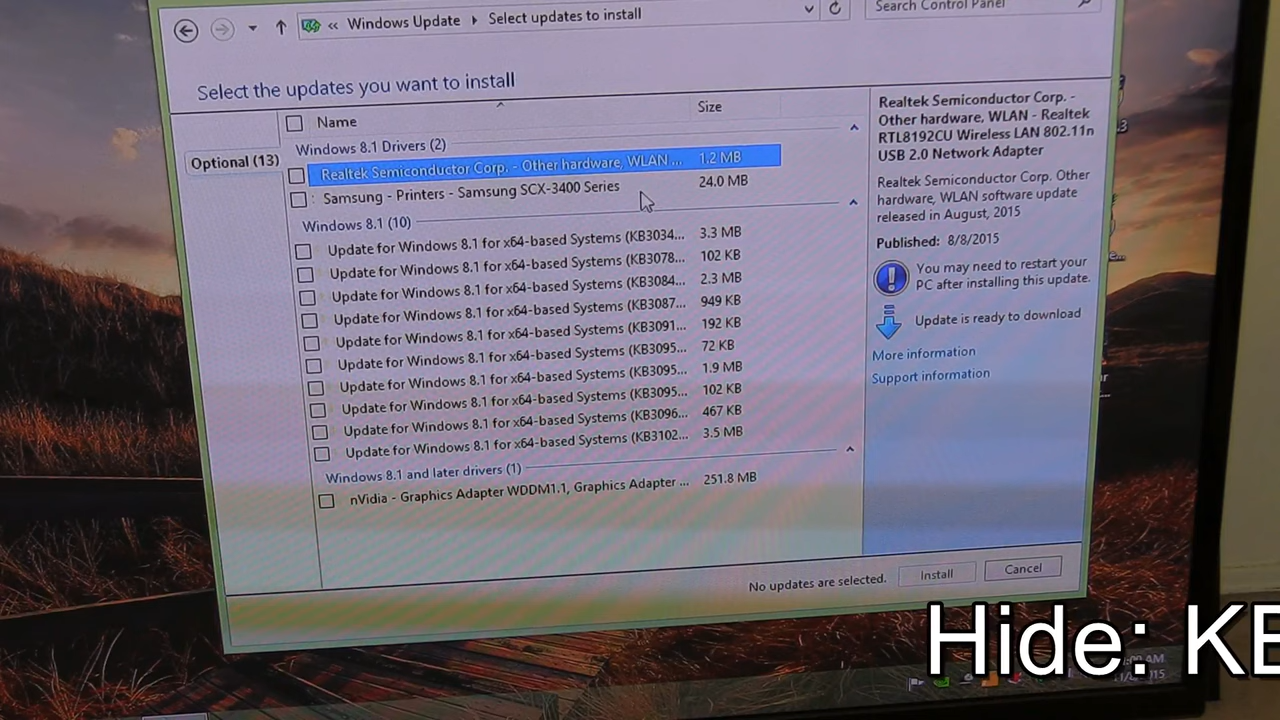 « Windows Update ▸ Select updates to install
Search Control Panel
Select the updates you want to install
Name Size
Optional (13)
Windows 8.1 Drivers (2)
Realtek Semiconductor Corp. - Other hardware, WLAN ... 1.2 MB
Samsung - Printers - Samsung SCX-3400 Series 24.0 MB
Windows 8.1 (10)
Update for Windows 8.1 for x64-based Systems (KB3034... 3.3 MB
Update for Windows 8.1 for x64-based Systems (KB3078... 102 KB
Update for Windows 8.1 for x64-based Systems (KB3084... 2.3 MB
Update for Windows 8.1 for x64-based Systems (KB3087... 949 KB
Update for Windows 8.1 for x64-based Systems (KB3091... 192 KB
Update for Windows 8.1 for x64-based Systems (KB3095... 72 KB
Update for Windows 8.1 for x64-based Systems (KB3095... 1.9 MB
Update for Windows 8.1 for x64-based Systems (KB3095... 102 KB
Update for Windows 8.1 for x64-based Systems (KB3096... 467 KB
Update for Windows 8.1 for x64-based Systems (KB3102... 3.5 MB
Windows 8.1 and later drivers (1)
nVidia - Graphics Adapter WDDM1.1, Graphics Adapter ... 251.8 MB
Realtek Semiconductor Corp. -
Other hardware, WLAN - Realtek
RTL8192CU Wireless LAN 802.11n
USB 2.0 Network Adapter
Realtek Semiconductor Corp. Other
hardware, WLAN software update
released in August, 2015
Published: 8/8/2015
You may need to restart your
PC after installing this update.
Update is ready to download
More information
Support information
No updates are selected. Install Cancel
Hide: KB